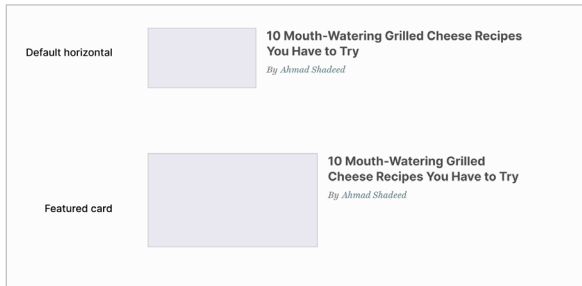 Default horizontal
10 Mouth-Watering Grilled Cheese Recipes
You Have to Try
By Ahmad Shadeed
Featured card
10 Mouth-Watering Grilled
Cheese Recipes You Have to Try
By Ahmad Shadeed